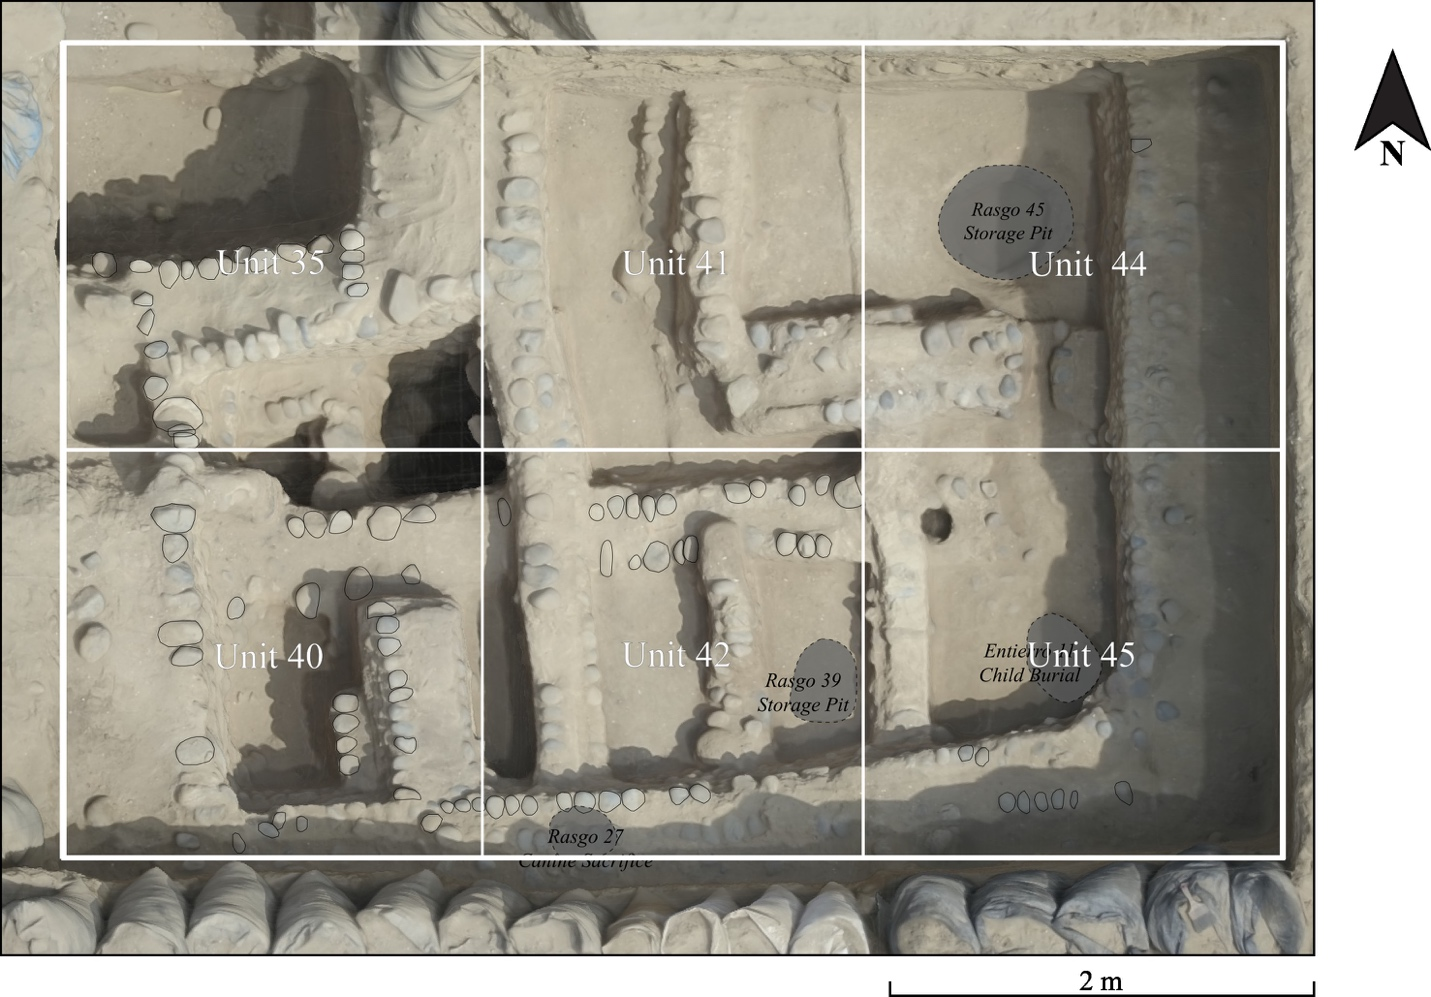 N
Rasgo 45
Storage Pit
Unit 35
Unit 41
Unit 44
Unit 40
Unit 42
Entierro
Unit 45
Child Burial
Rasgo 39
Storage Pit
Rasgo 27
Canine Sacrifice
2 m